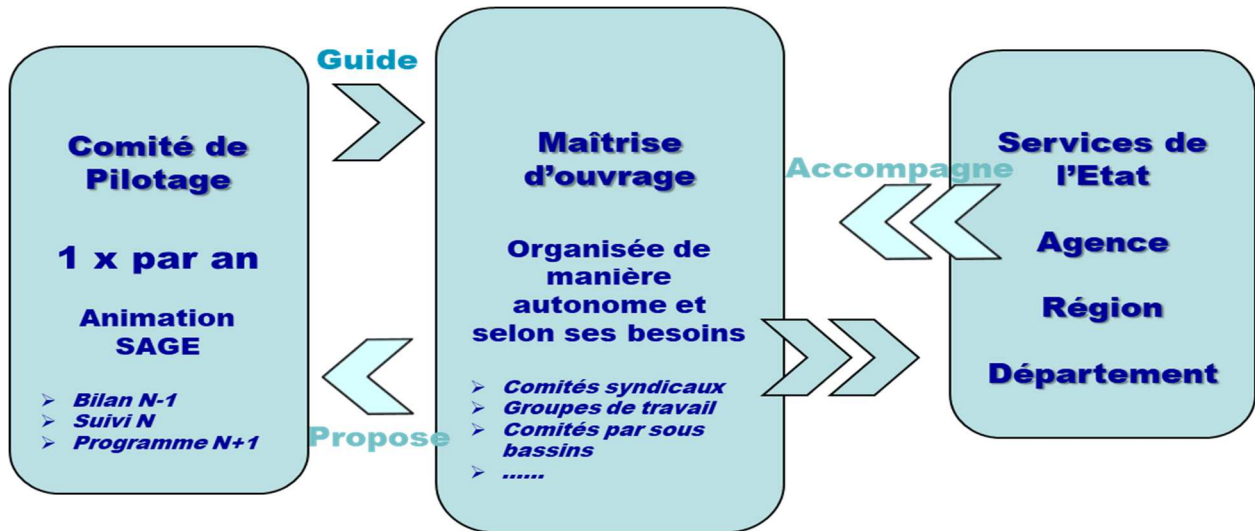 Guide
Comité de
Pilotage
1 x par an
Animation
SAGE
➢ Bilan N-1
➢ Suivi N
➢ Programme N+1
Propose
Maîtrise
d’ouvrage
Organisée de
manière
autonome et
selon ses besoins
➢ Comités syndicaux
➢ Groupes de travail
➢ Comités par sous
bassins
➢ ......
Accompagne
Services de
l’Etat
Agence
Région
Département